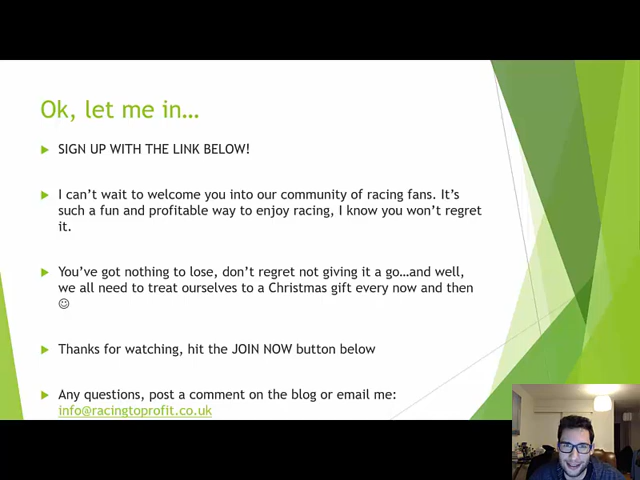 Ok, let me in…
SIGN UP WITH THE LINK BELOW!
I can't wait to welcome you into our community of racing fans. It's
such a fun and profitable way to enjoy racing, I know you won't regret
it.
You've got nothing to lose, don't regret not giving it a go…and well,
we all need to treat ourselves to a Christmas gift every now and then
☺
Thanks for watching, hit the JOIN NOW button below
Any questions, post a comment on the blog or email me:
info@racingtoprofit.co.uk